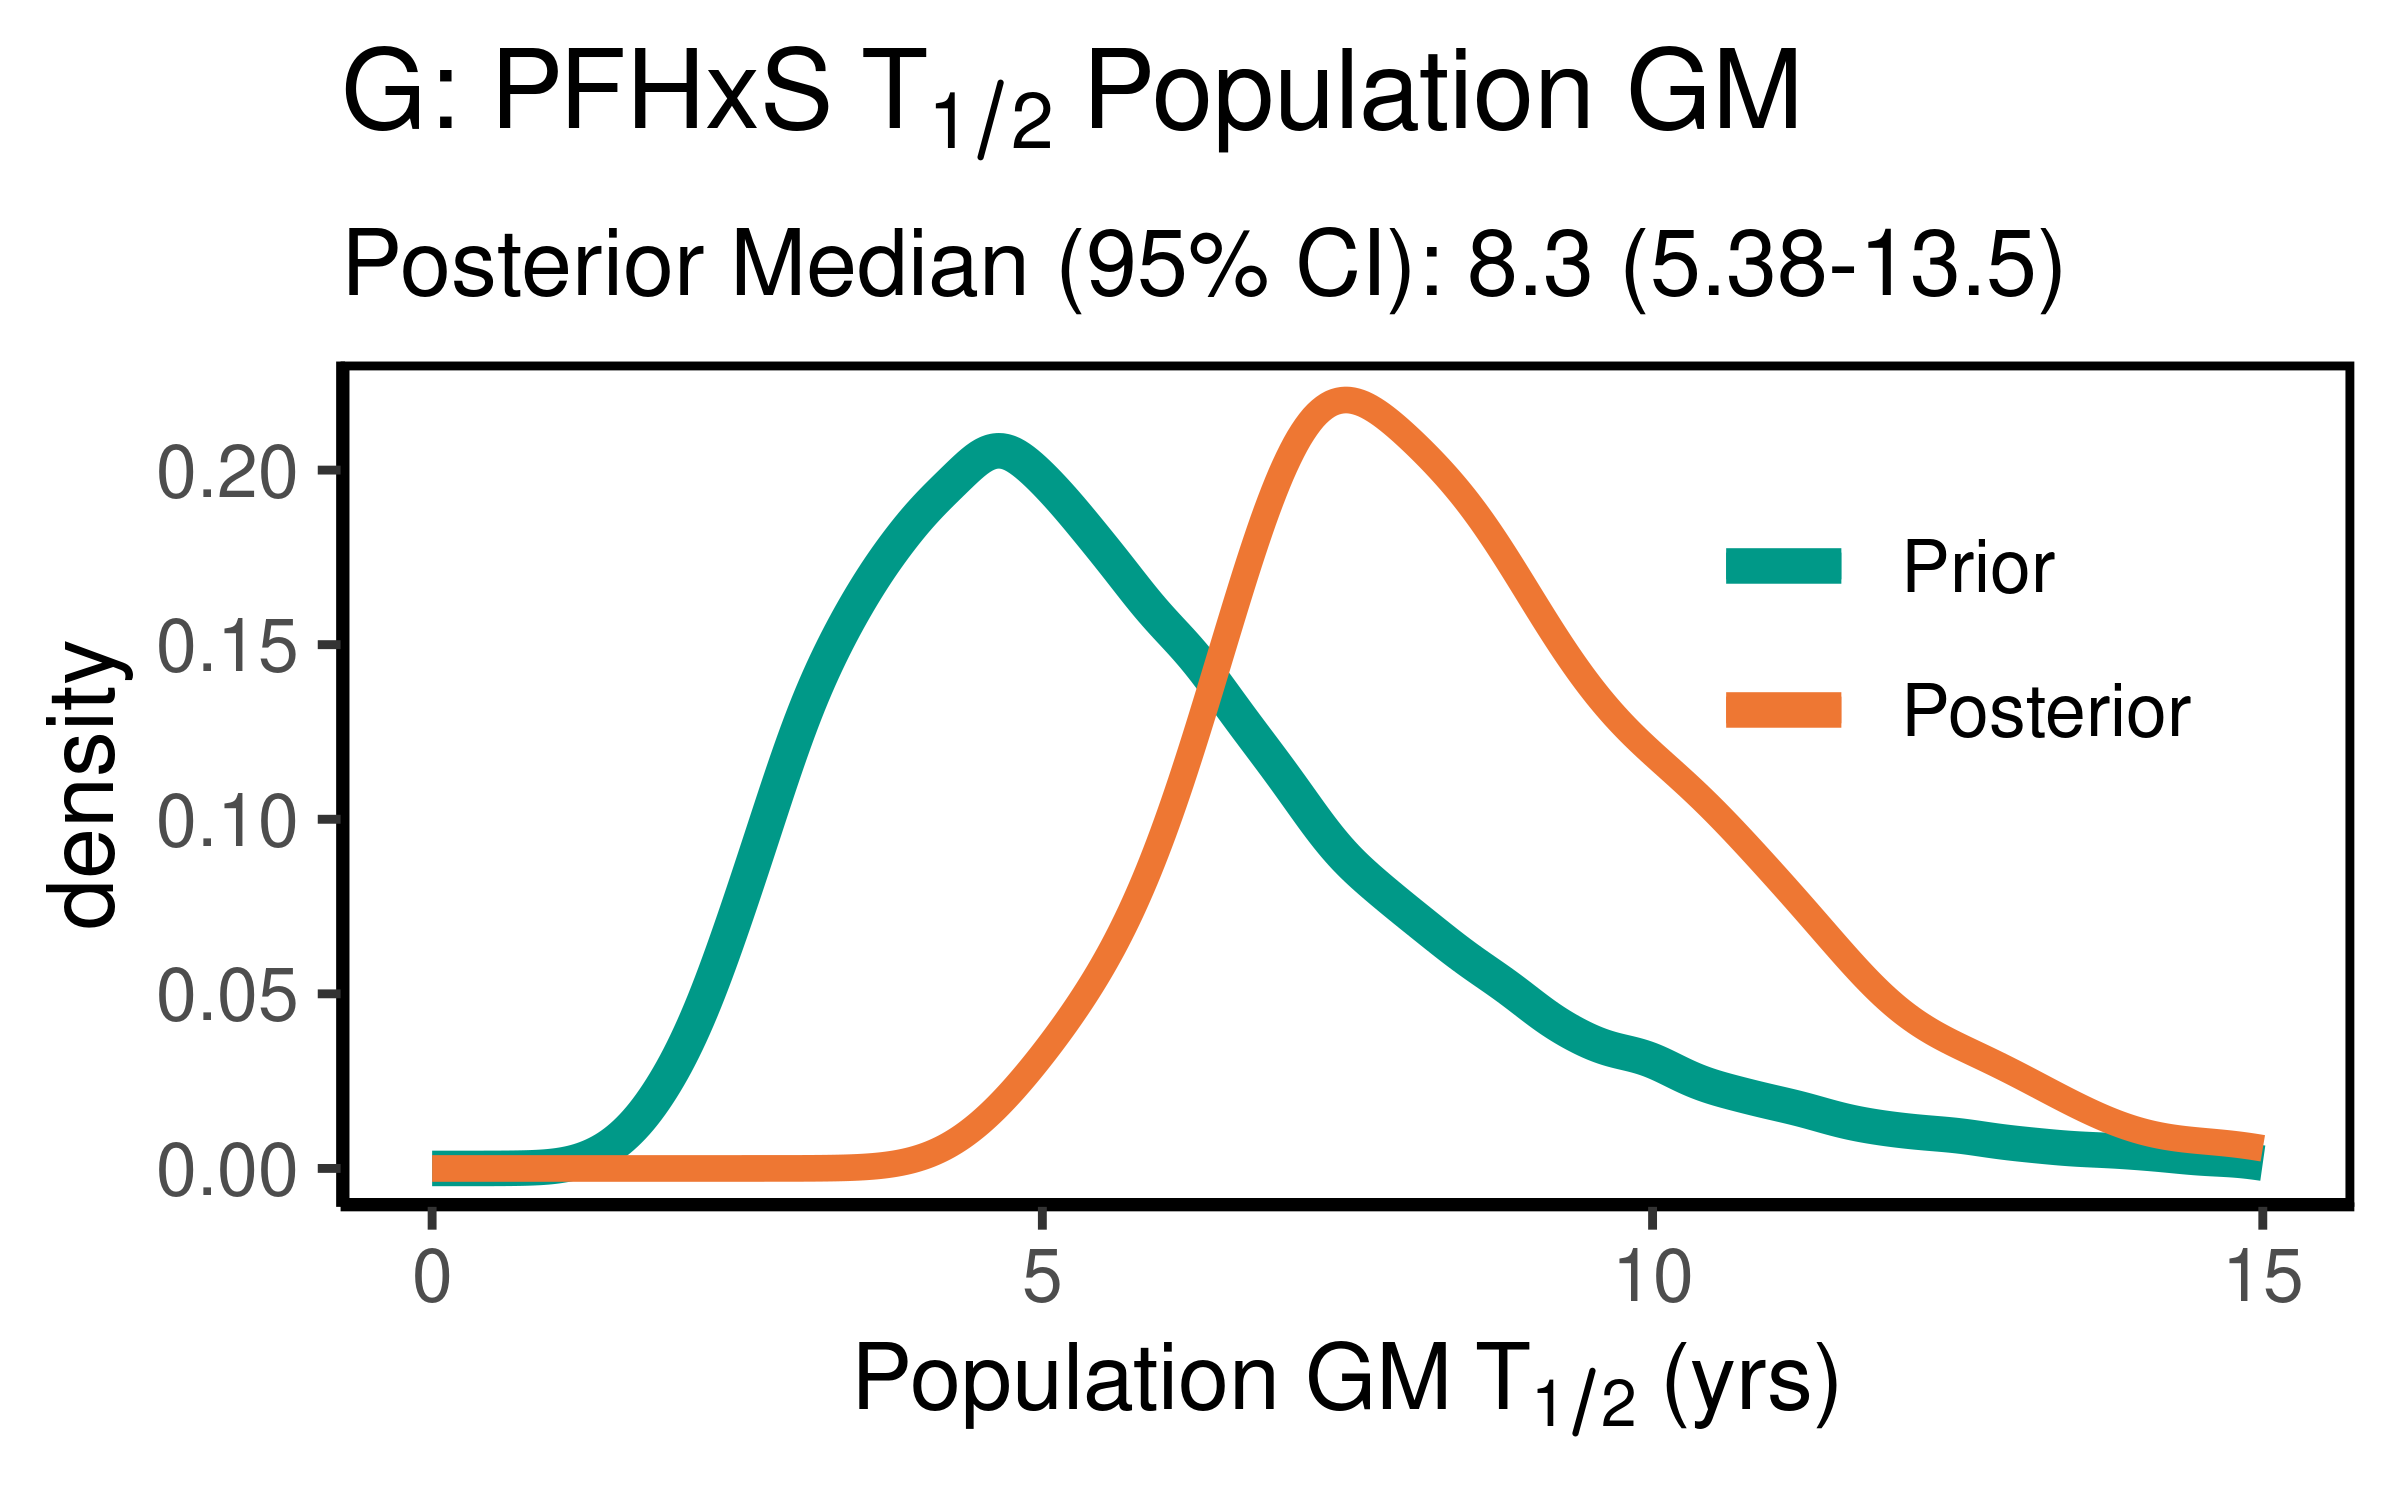 G: PFHxS T1/2 Population GM
Posterior Median (95% CI): 8.3 (5.38-13.5)
density
0.20
0.15
0.10
0.05
0.00
Prior
Posterior
0 5 10 15
Population GM T1/2 (yrs)